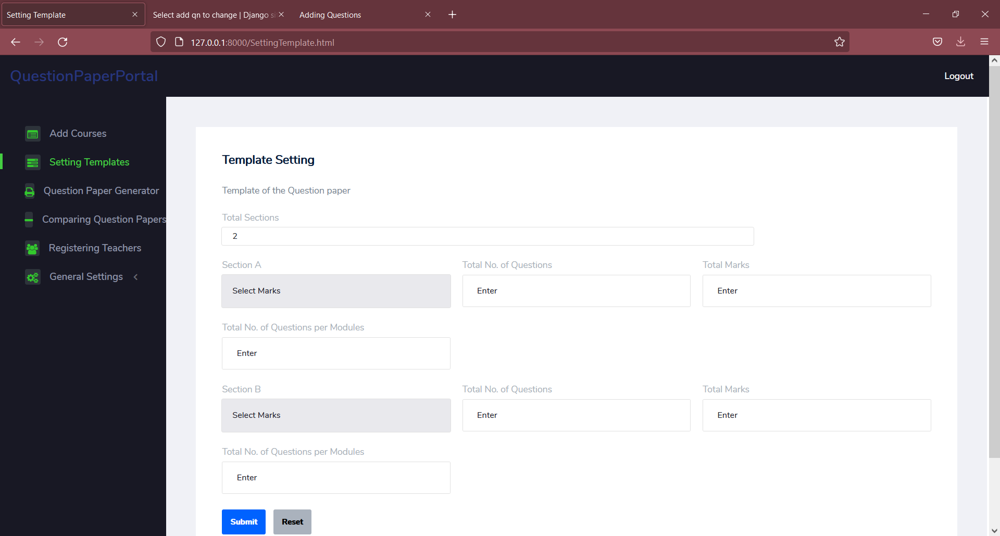 Setting Template
Select add qn to change | Django si
Adding Questions
127.0.0.1:8000/SettingTemplate.html
QuestionPaperPortal
Logout
Add Courses
Setting Templates
Question Paper Generator
Comparing Question Papers
Registering Teachers
General Settings
Template Setting
Template of the Question paper
Total Sections
2
Section A Total No. of Questions Total Marks
Select Marks Enter Enter
Total No. of Questions per Modules
Enter
Section B Total No. of Questions Total Marks
Select Marks Enter Enter
Total No. of Questions per Modules
Enter
Submit Reset